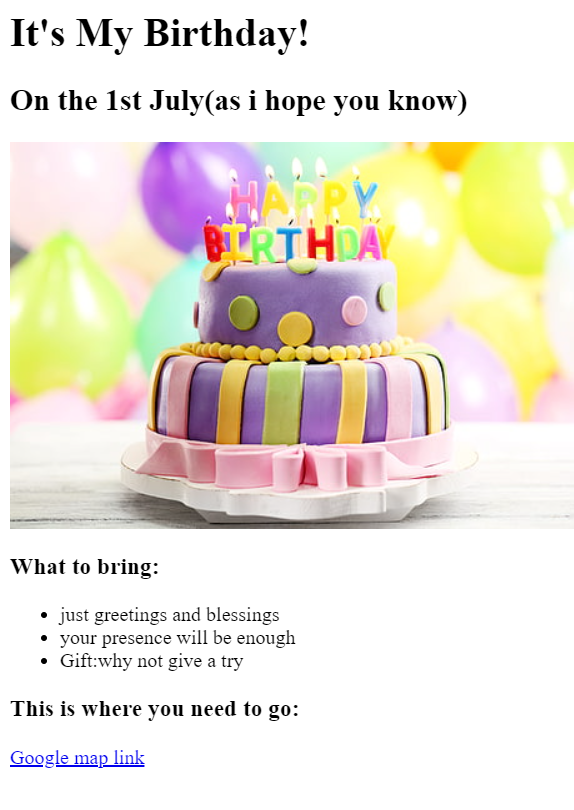 It's My Birthday!
On the 1st July(as i hope you know)
HAPPY
BIRTHDAY
What to bring:
just greetings and blessings
your presence will be enough
Gift:why not give a try
This is where you need to go:
Google map link